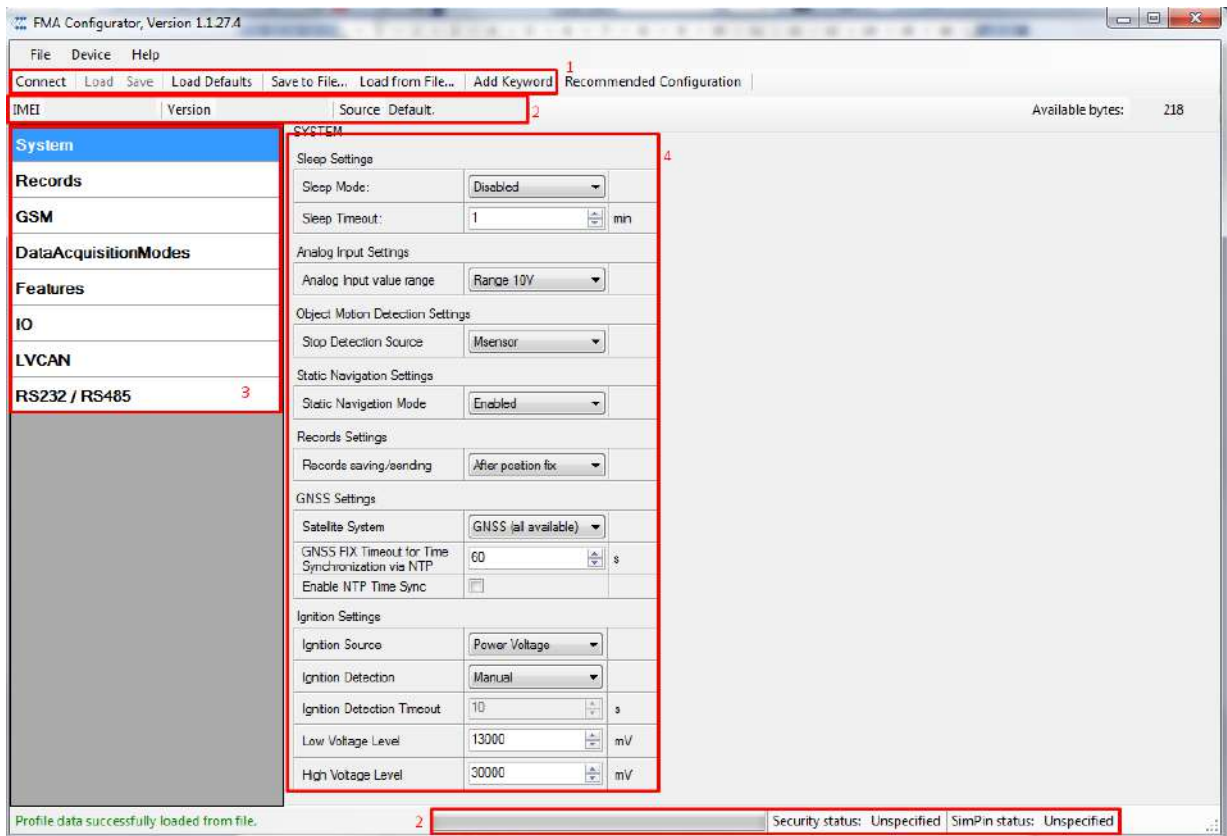 FMA Configurator, Version 1.1.27.4
File Device Help
Connect Load Save Load Defaults Save to File... Load from File... Add Keyword 1 Recommended Configuration
IMEI Version Source Default. 2 Available bytes: 218
System
Records
GSM
DataAcquisitionModes
Features
IO
LVCAN
RS232 / RS485 3
SYSTEM 4
Sleep Settings
Sleep Mode: Disabled
Sleep Timeout: 1 min
Analog Input Settings
Analog Input value range Range 10V
Object Motion Detection Settings
Stop Detection Source Msensor
Static Navigation Settings
Static Navigation Mode Enabled
Records Settings
Records saving/sending After position fix
GNSS Settings
Satellite System GNSS (all available)
GNSS FIX Timeout for Time
Synchronization via NTP 60 s
Enable NTP Time Sync
Ignition Settings
Ignition Source Power Voltage
Ignition Detection Manual
Ignition Detection Timeout 10 s
Low Voltage Level 13000 mV
High Voltage Level 30000 mV
Profile data successfully loaded from file. 2 Security status: Unspecified SimPin status: Unspecified